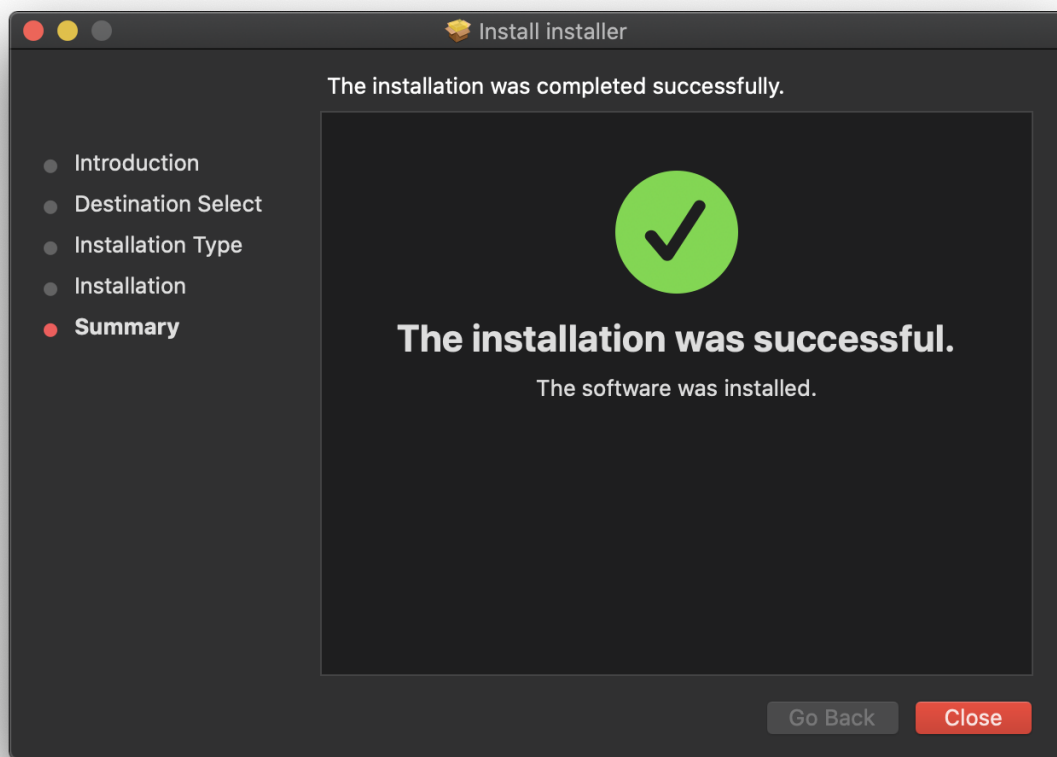 Install installer
The installation was completed successfully.
Introduction
Destination Select
Installation Type
Installation
Summary
The installation was successful.
The software was installed.
Go Back
Close